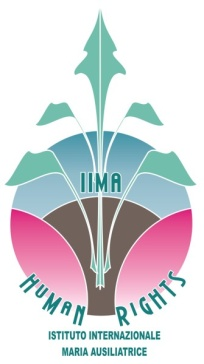 IIMA
HUMAN RIGHTS
ISTITUTO INTERNAZIONALE
MARIA AUSILIATRICE